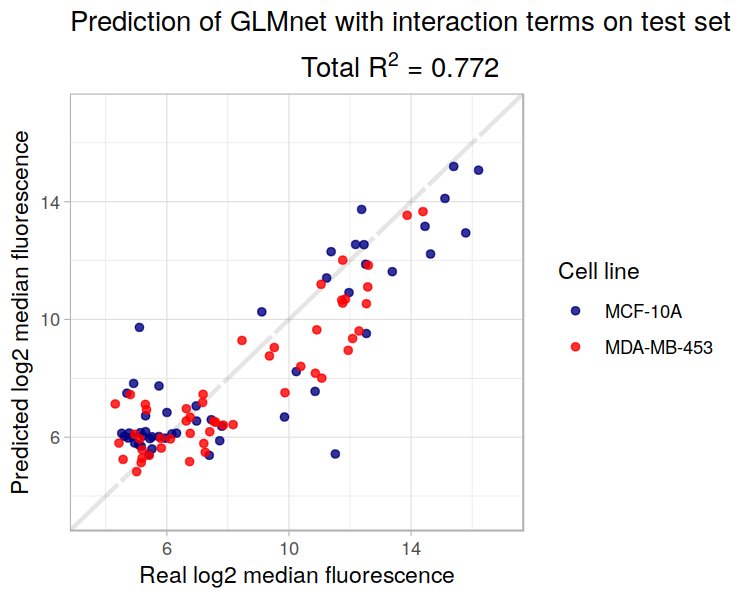 Prediction of GLMnet with interaction terms on test set
Total R² = 0.772
Predicted log2 median fluorescence
14
10
6
6 10 14
Real log2 median fluorescence
Cell line
MCF-10A
MDA-MB-453